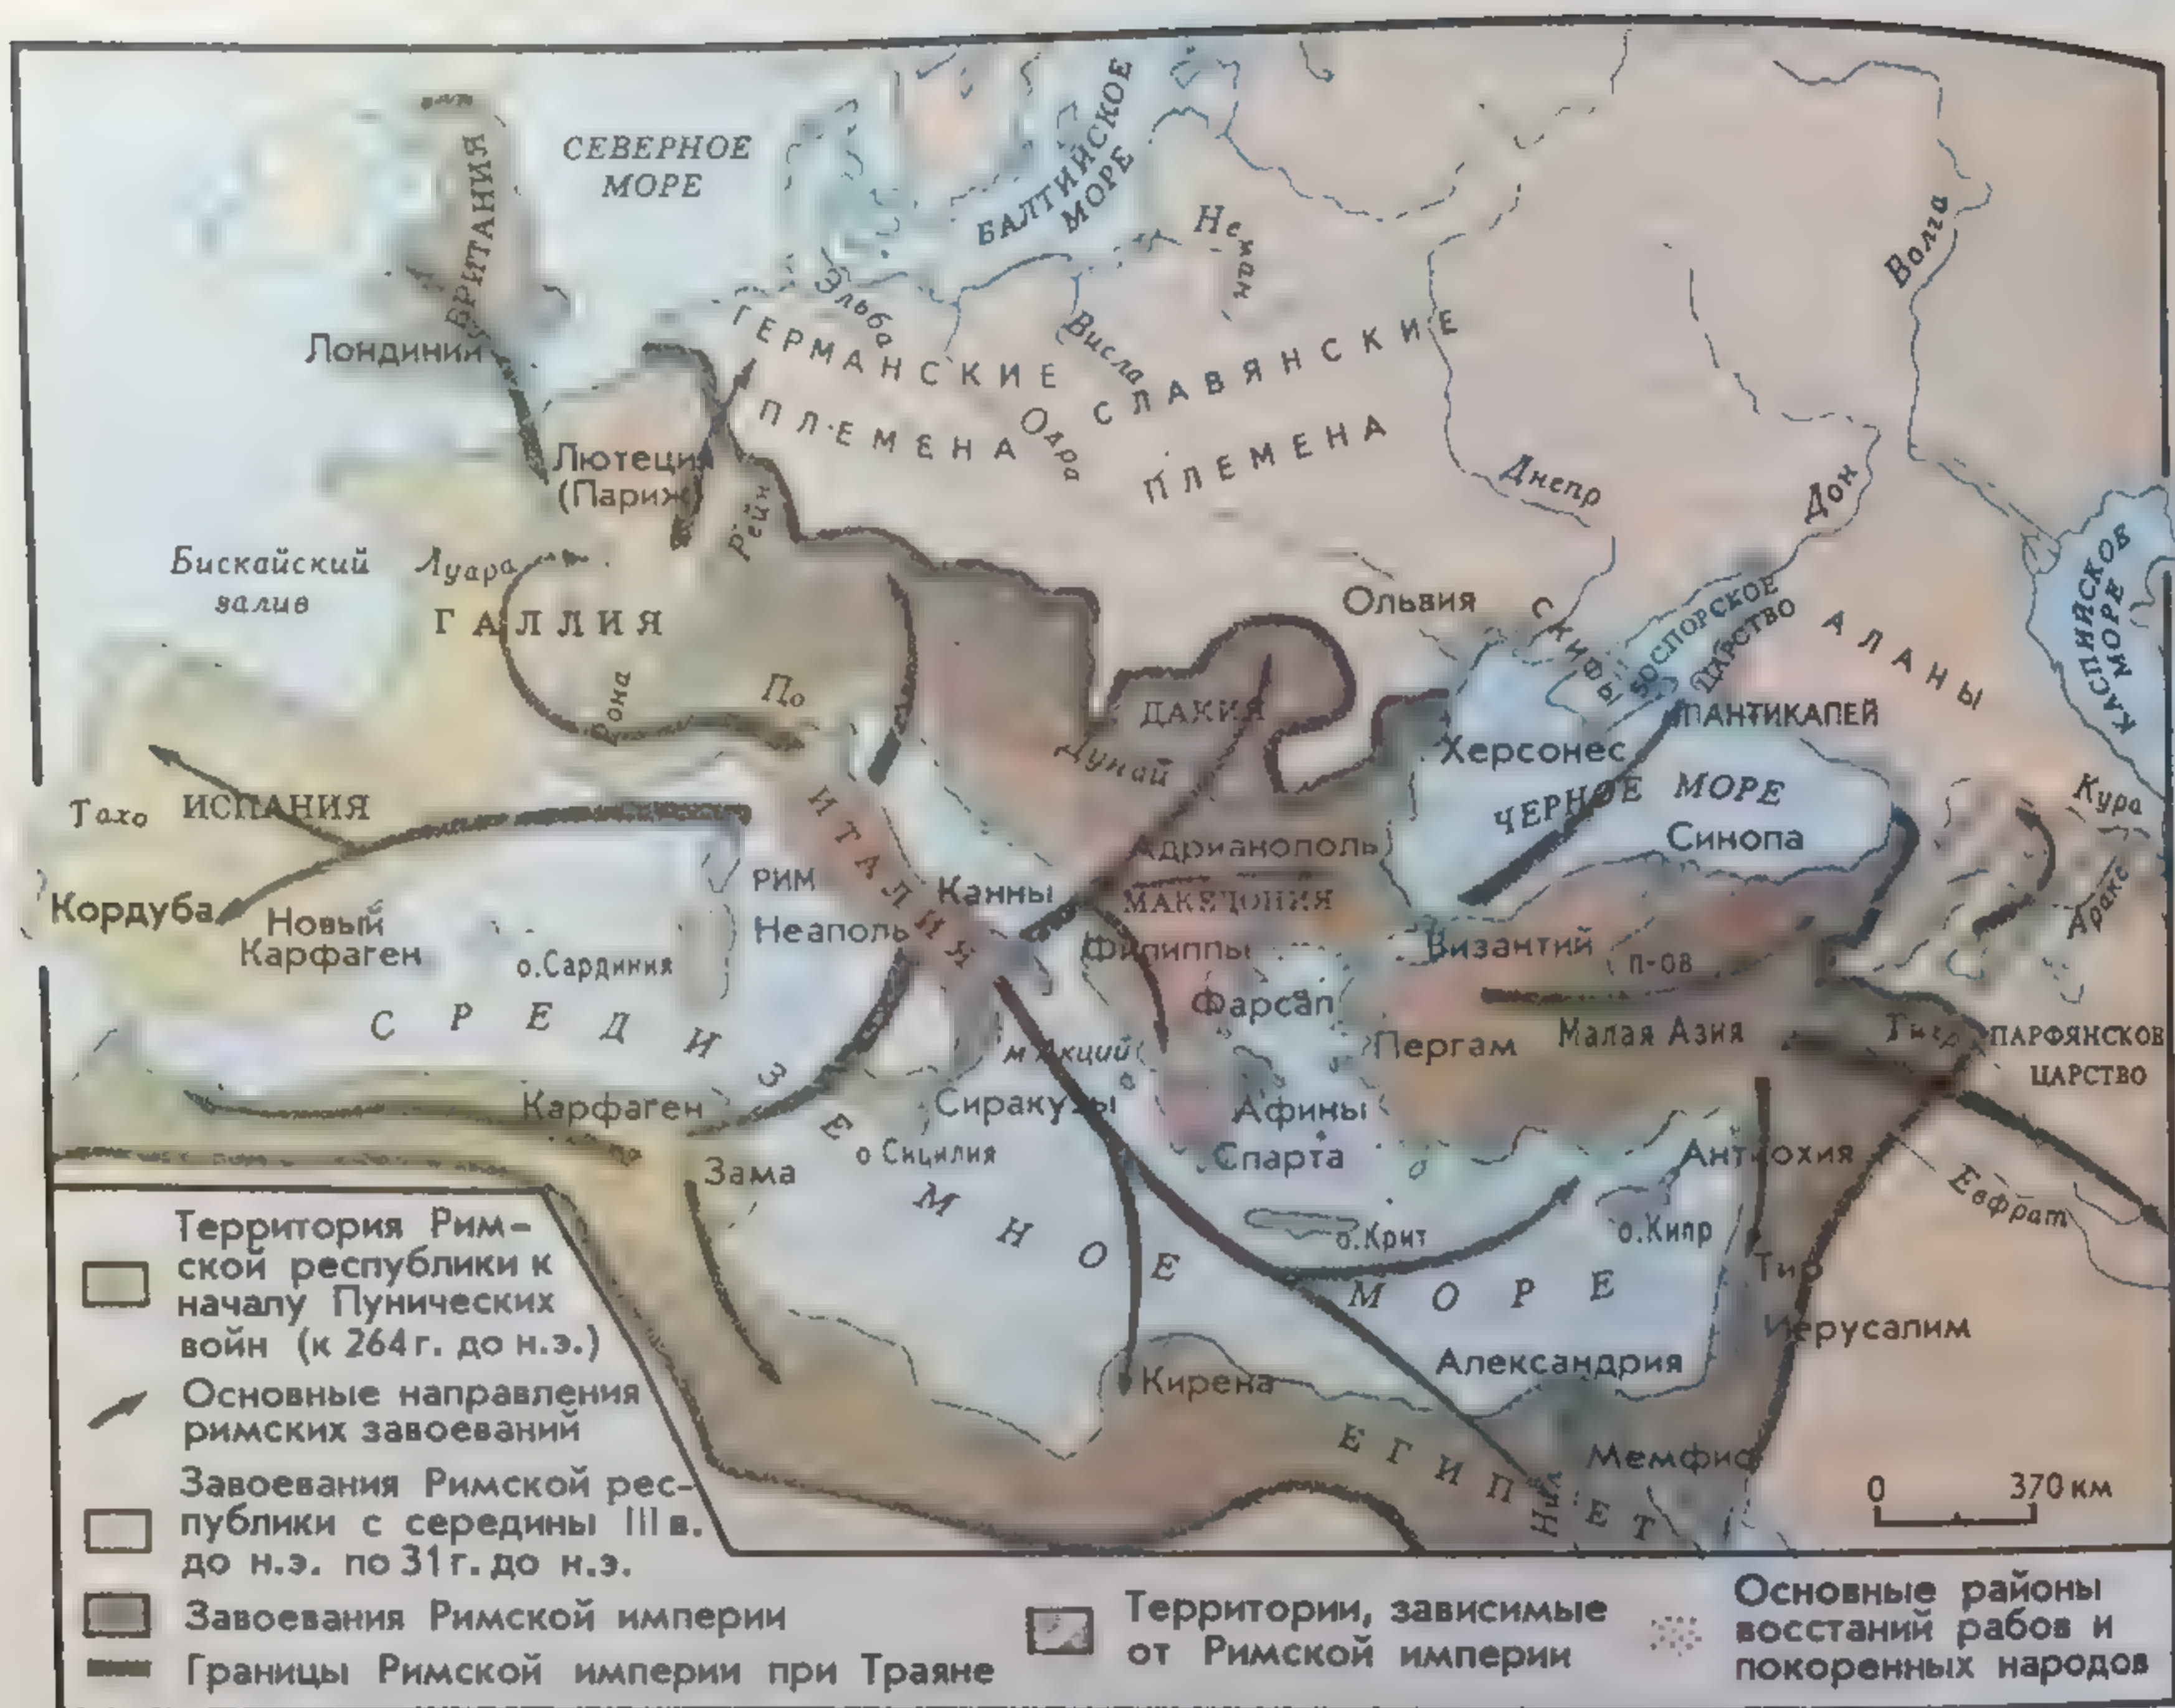 СЕВЕРНОЕ
МОРЕ
БАЛТИЙСКОЕ
МОРЕ
БРИТАНИЯ
Неман
Волга
Эльба
Висла
Лондиний
ГЕРМАНСКИЕ
ПЛЕМЕНА
СЛАВЯНСКИЕ
ПЛЕМЕНА
Одра
Лютеция
(Париж)
Рейн
Днепр
Дон
Бискайский
залив
Луара
ГАЛЛИЯ
Рона
По
Ольвия
СКИФЫ
БОСПОРСКОЕ
ЦАРСТВО
АЛАНЫ
КАСПИЙСКОЕ
МОРЕ
ДАКИЯ
Дунай
ПАНТИКАПЕЙ
Херсонес
ЧЕРНОЕ МОРЕ
Синопа
Кура
Аракс
Тахо
ИСПАНИЯ
ИТАЛИЯ
РИМ
Канны
Адрианополь
МАКЕДОНИЯ
Кордуба
Новый
Карфаген
о.Сардиния
Неаполь
Филиппы
Византий
п-ов
Малая Азия
Фарсал
Пергам
Тигр
ПАРФЯНСКОЕ
ЦАРСТВО
м Акций
СРЕДИЗЕМНОЕ МОРЕ
Карфаген
Сиракузы
Афины
Зама
о Сицилия
Спарта
Антиохия
Евфрат
о.Крит
о.Кипр
Тир
Иерусалим
Александрия
Кирена
ЕГИПЕТ
Мемфис
Нил
0 370 км
Территория Рим-
ской республики к
началу Пунических
войн (к 264 г. до н.э.)
Основные направления
римских завоеваний
Завоевания Римской рес-
публики с середины III в.
до н.э. по 31 г. до н.э.
Завоевания Римской империи
Границы Римской империи при Траяне
Территории, зависимые
от Римской империи
Основные районы
восстаний рабов и
покоренных народов